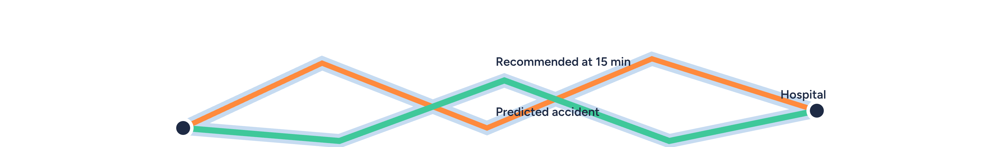 Recommended at 15 min
Hospital
Predicted accident